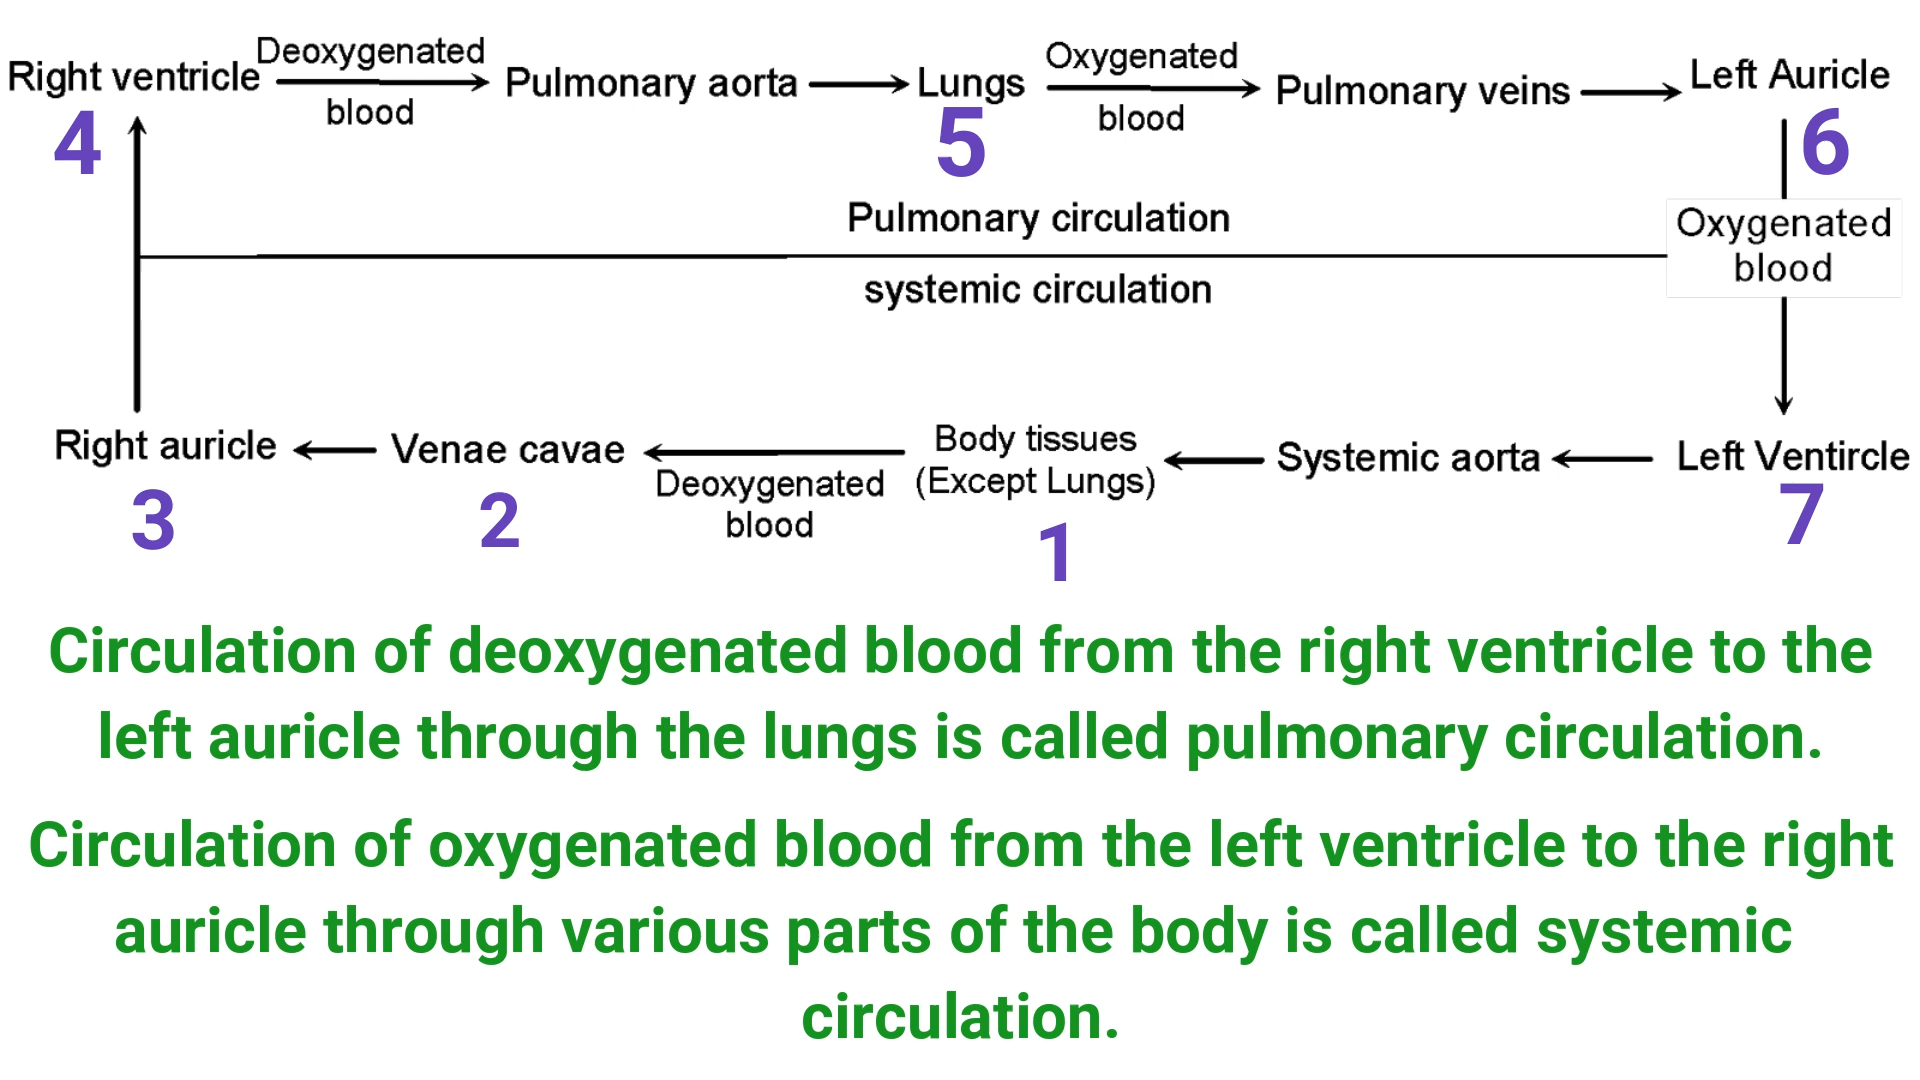 Right ventricle
Deoxygenated
blood
Pulmonary aorta
Lungs
Oxygenated
blood
Pulmonary veins
Left Auricle
4
5
6
Pulmonary circulation
systemic circulation
Oxygenated
blood
Right auricle
Venae cavae
Deoxygenated
blood
Body tissues
(Except Lungs)
Systemic aorta
Left Ventircle
3
2
1
7
Circulation of deoxygenated blood from the right ventricle to the
left auricle through the lungs is called pulmonary circulation.
Circulation of oxygenated blood from the left ventricle to the right
auricle through various parts of the body is called systemic
circulation.